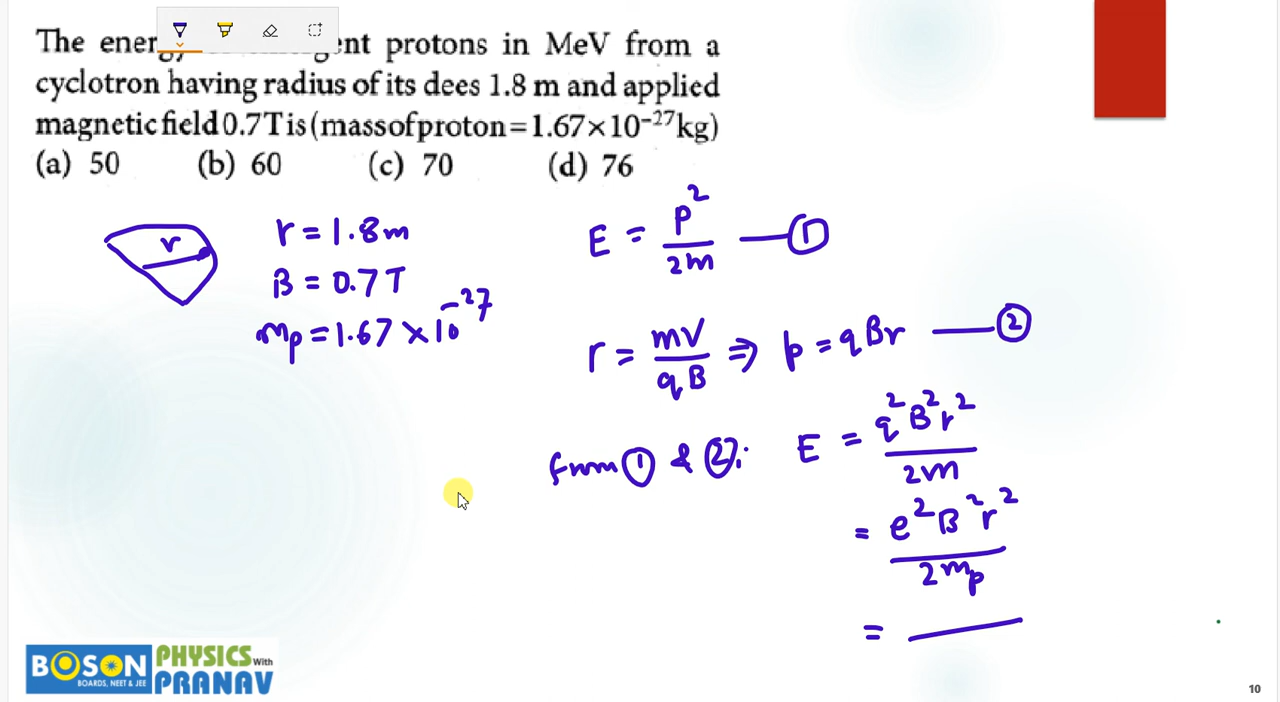 The energy emergent protons in MeV from a
cyclotron having radius of its dees 1.8 m and applied
magnetic field 0.7 T is (mass of proton = 1.67 × 10⁻²⁷ kg)
(a) 50 (b) 60 (c) 70 (d) 76
r
r = 1.8 m
B = 0.7 T
mₚ = 1.67 × 10⁻²⁷
E = p²/2m —— ①
r = mV/qB ⇒ p = qBr —— ②
from ① & ②: E = q²B²r²/2m
= e²B²r²/2mₚ
=
BOSON
BOARDS, NEET & JEE
PHYSICS With
PRANAV
10